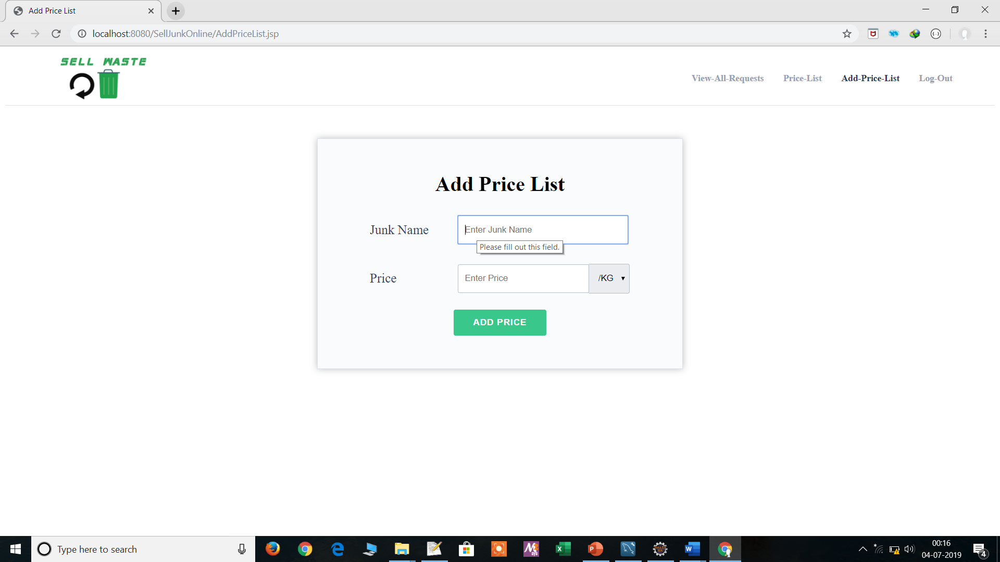 Add Price List
localhost:8080/SellJunkOnline/AddPriceList.jsp
SELL WASTE
View-All-Requests Price-List Add-Price-List Log-Out
Add Price List
Junk Name Enter Junk Name
Please fill out this field.
Price Enter Price /KG
ADD PRICE
Type here to search
00:16
04-07-2019
4